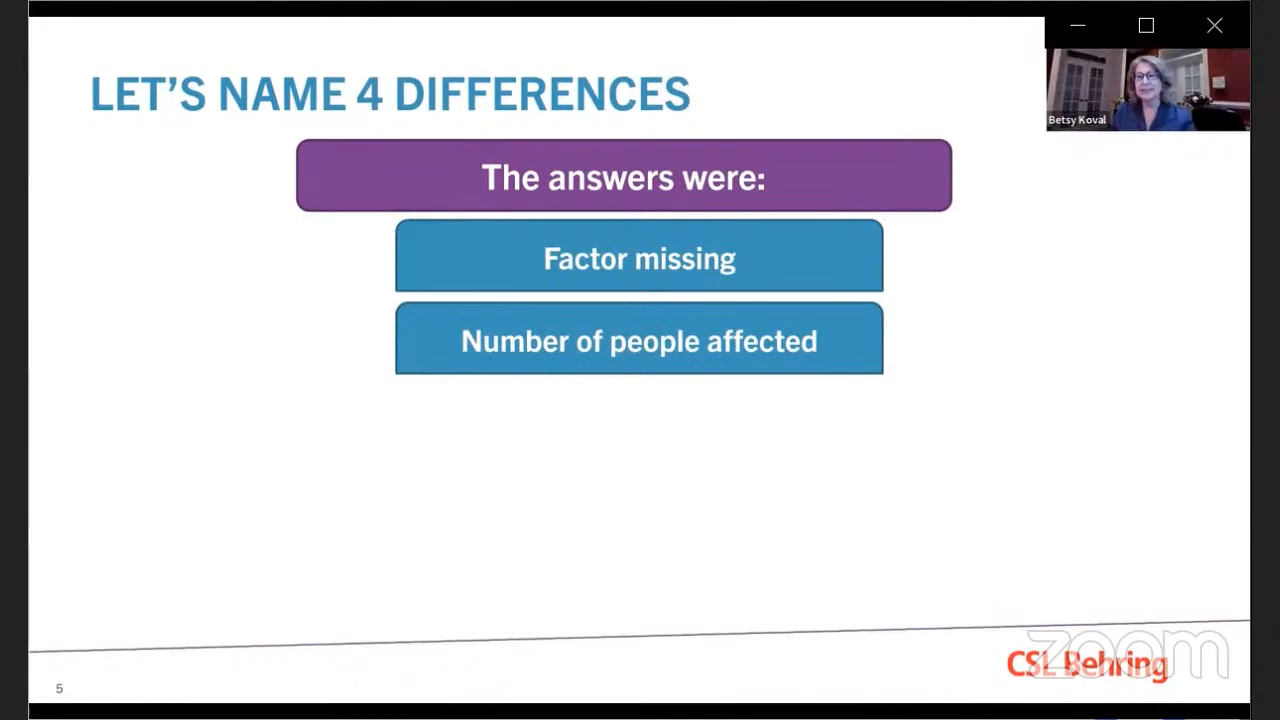 LET'S NAME 4 DIFFERENCES
Betsy Koval
The answers were:
Factor missing
Number of people affected
zoom
CSL Behring
5